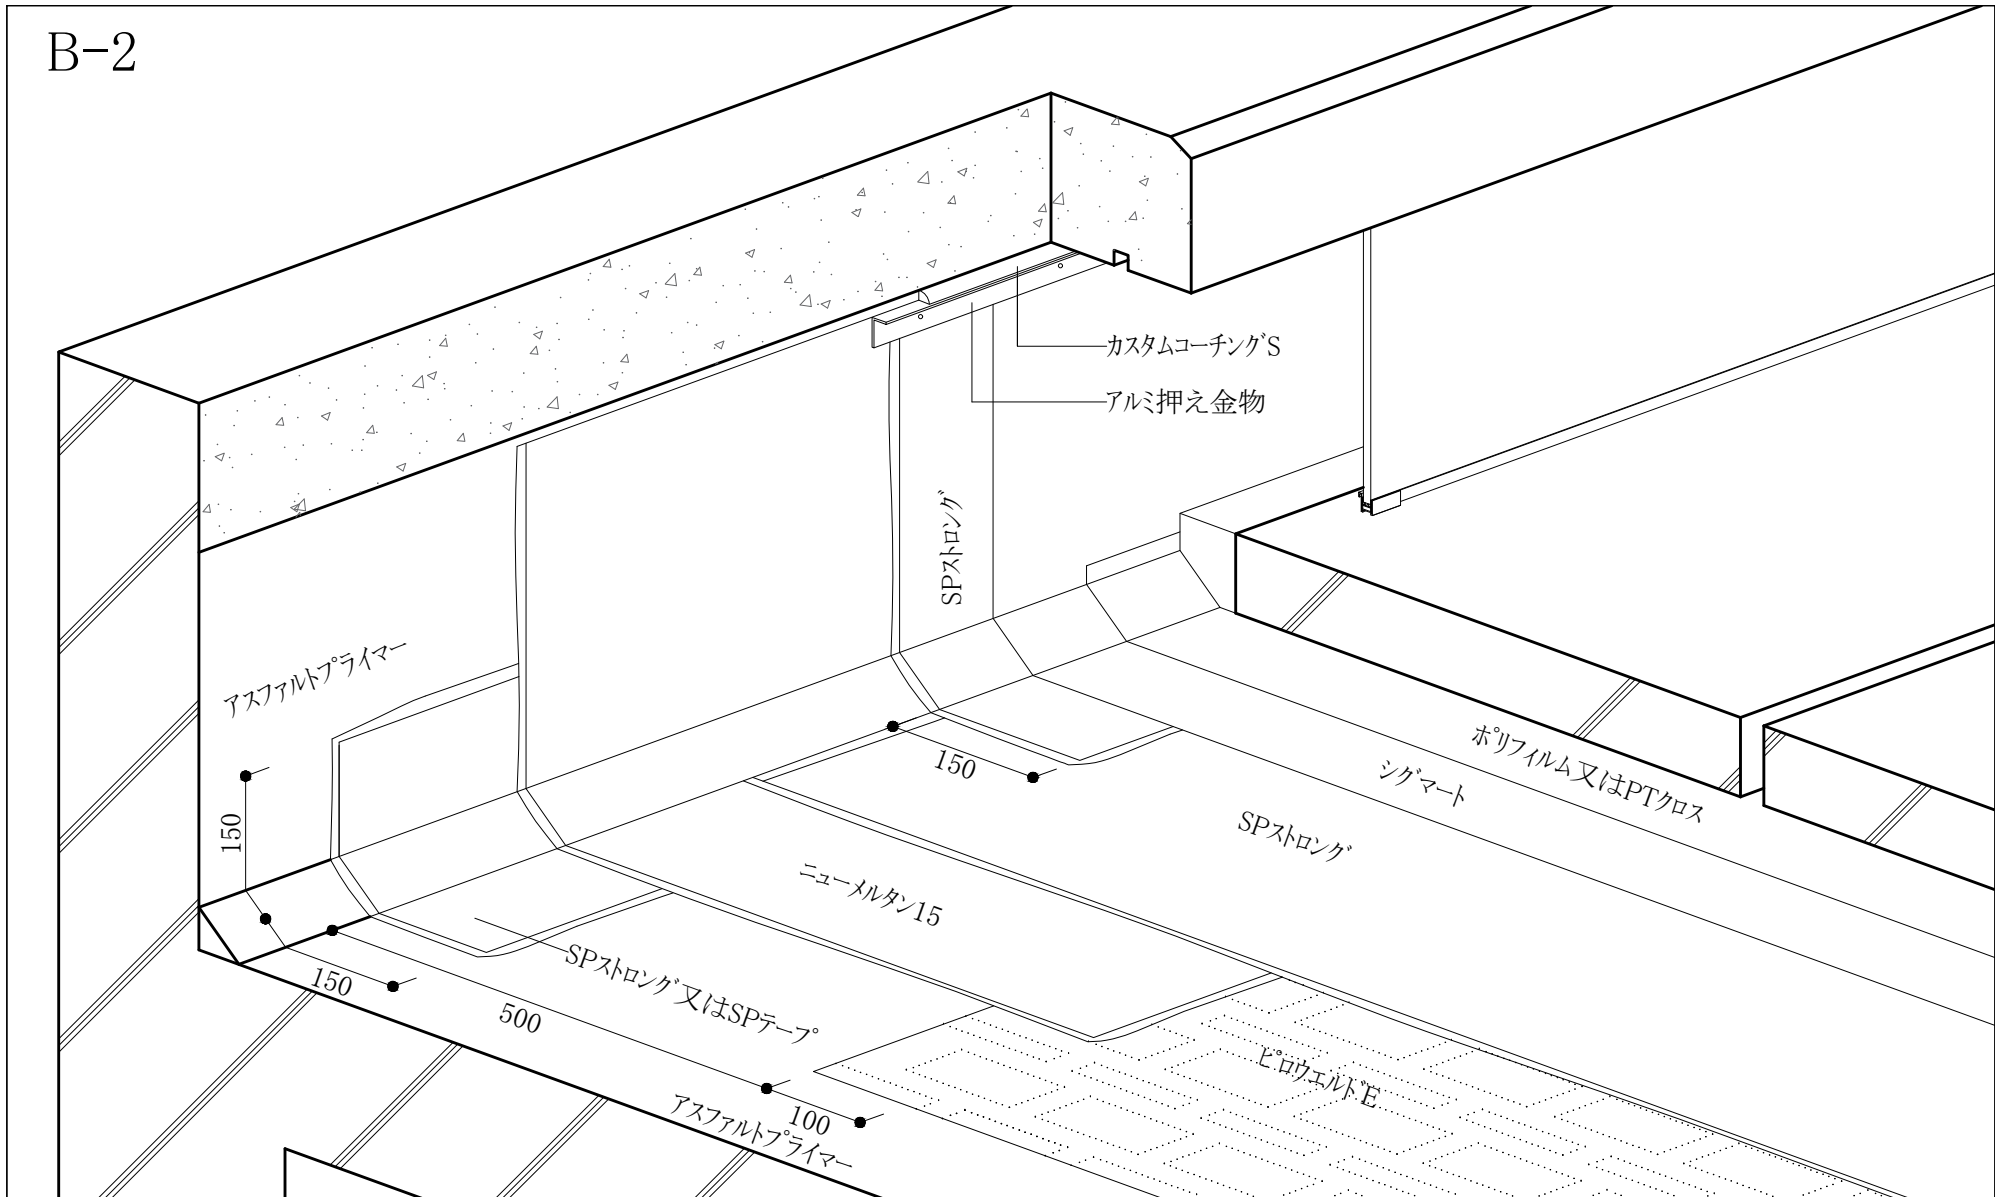 B-2
カスタムコーチングS
アルミ押え金物
SPストロング
アスファルトプライマー
150
150
ポリフィルム又はPTクロス
シグマート
SPストロング
ニューメルタン15
150
SPストロング又はSPテープ
500
ピロウエルドE
100
アスファルトプライマー